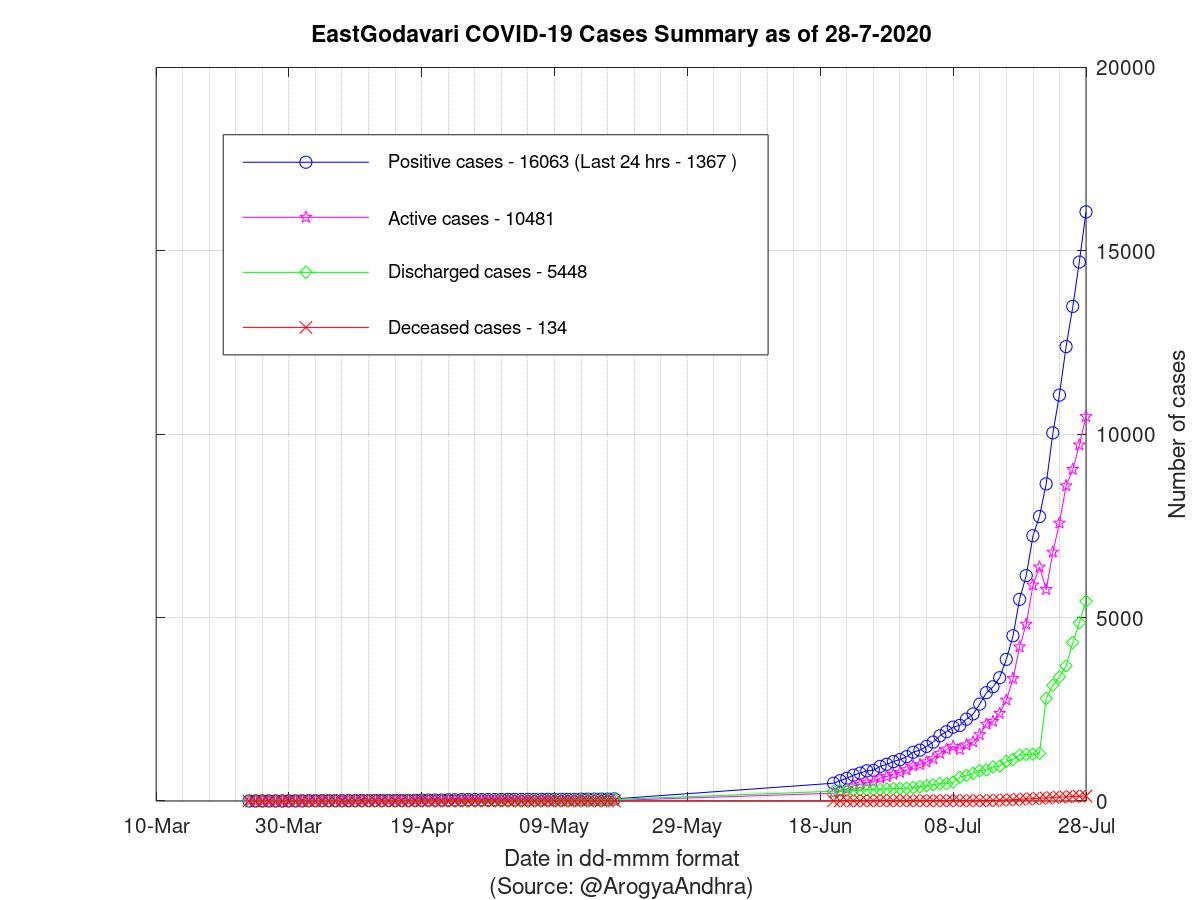 EastGodavari COVID-19 Cases Summary as of 28-7-2020
Positive cases - 16063 (Last 24 hrs - 1367 )
Active cases - 10481
Discharged cases - 5448
Deceased cases - 134
20000
15000
10000
5000
0
Number of cases
10-Mar 30-Mar 19-Apr 09-May 29-May 18-Jun 08-Jul 28-Jul
Date in dd-mmm format
(Source: @ArogyaAndhra)